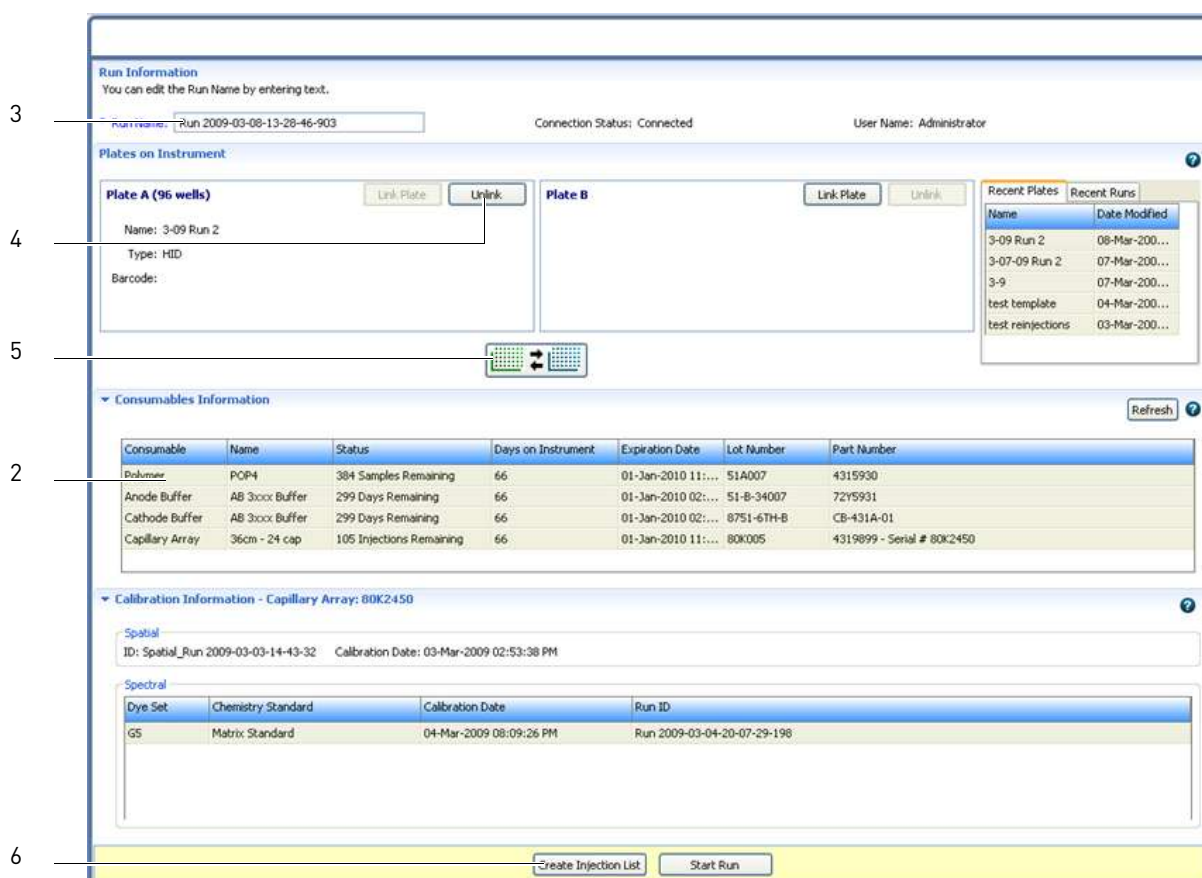 Run Information
You can edit the Run Name by entering text.
3
Run Name: Run 2009-03-08-13-28-46-903 Connection Status: Connected User Name: Administrator
Plates on Instrument
Plate A (96 wells) Link Plate Unlink Plate B Link Plate Unlink Recent Plates Recent Runs
Name Date Modified
4
Name: 3-09 Run 2
Type: HID
Barcode:
3-09 Run 2 08-Mar-200...
3-07-09 Run 2 07-Mar-200...
3-9 07-Mar-200...
test template 04-Mar-200...
test reinjections 03-Mar-200...
5
Consumables Information Refresh
Consumable Name Status Days on Instrument Expiration Date Lot Number Part Number
2
Polymer POP4 384 Samples Remaining 66 01-Jan-2010 11:... 51A007 4315930
Anode Buffer AB 3xxx Buffer 299 Days Remaining 66 01-Jan-2010 02:... 51-B-34007 72Y5931
Cathode Buffer AB 3xxx Buffer 299 Days Remaining 66 01-Jan-2010 02:... 8751-6TH-B CB-431A-01
Capillary Array 36cm - 24 cap 105 Injections Remaining 66 01-Jan-2010 11:... 80K005 4319899 - Serial # 80K2450
Calibration Information - Capillary Array: 80K2450
Spatial
ID: Spatial_Run 2009-03-03-14-43-32 Calibration Date: 03-Mar-2009 02:53:38 PM
Spectral
Dye Set Chemistry Standard Calibration Date Run ID
G5 Matrix Standard 04-Mar-2009 08:09:26 PM Run 2009-03-04-20-07-29-198
6
Create Injection List Start Run